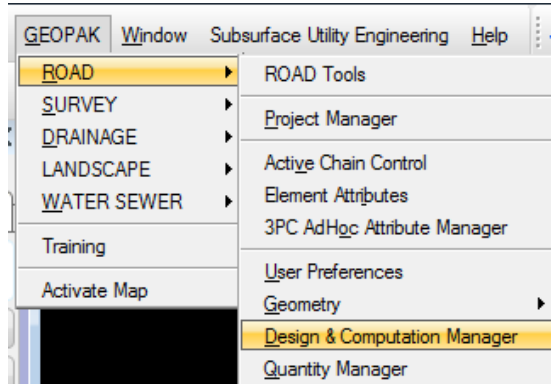 GEOPAK Window Subsurface Utility Engineering Help
ROAD
SURVEY
DRAINAGE
LANDSCAPE
WATER SEWER
Training
Activate Map
ROAD Tools
Project Manager
Active Chain Control
Element Attributes
3PC AdHoc Attribute Manager
User Preferences
Geometry
Design & Computation Manager
Quantity Manager